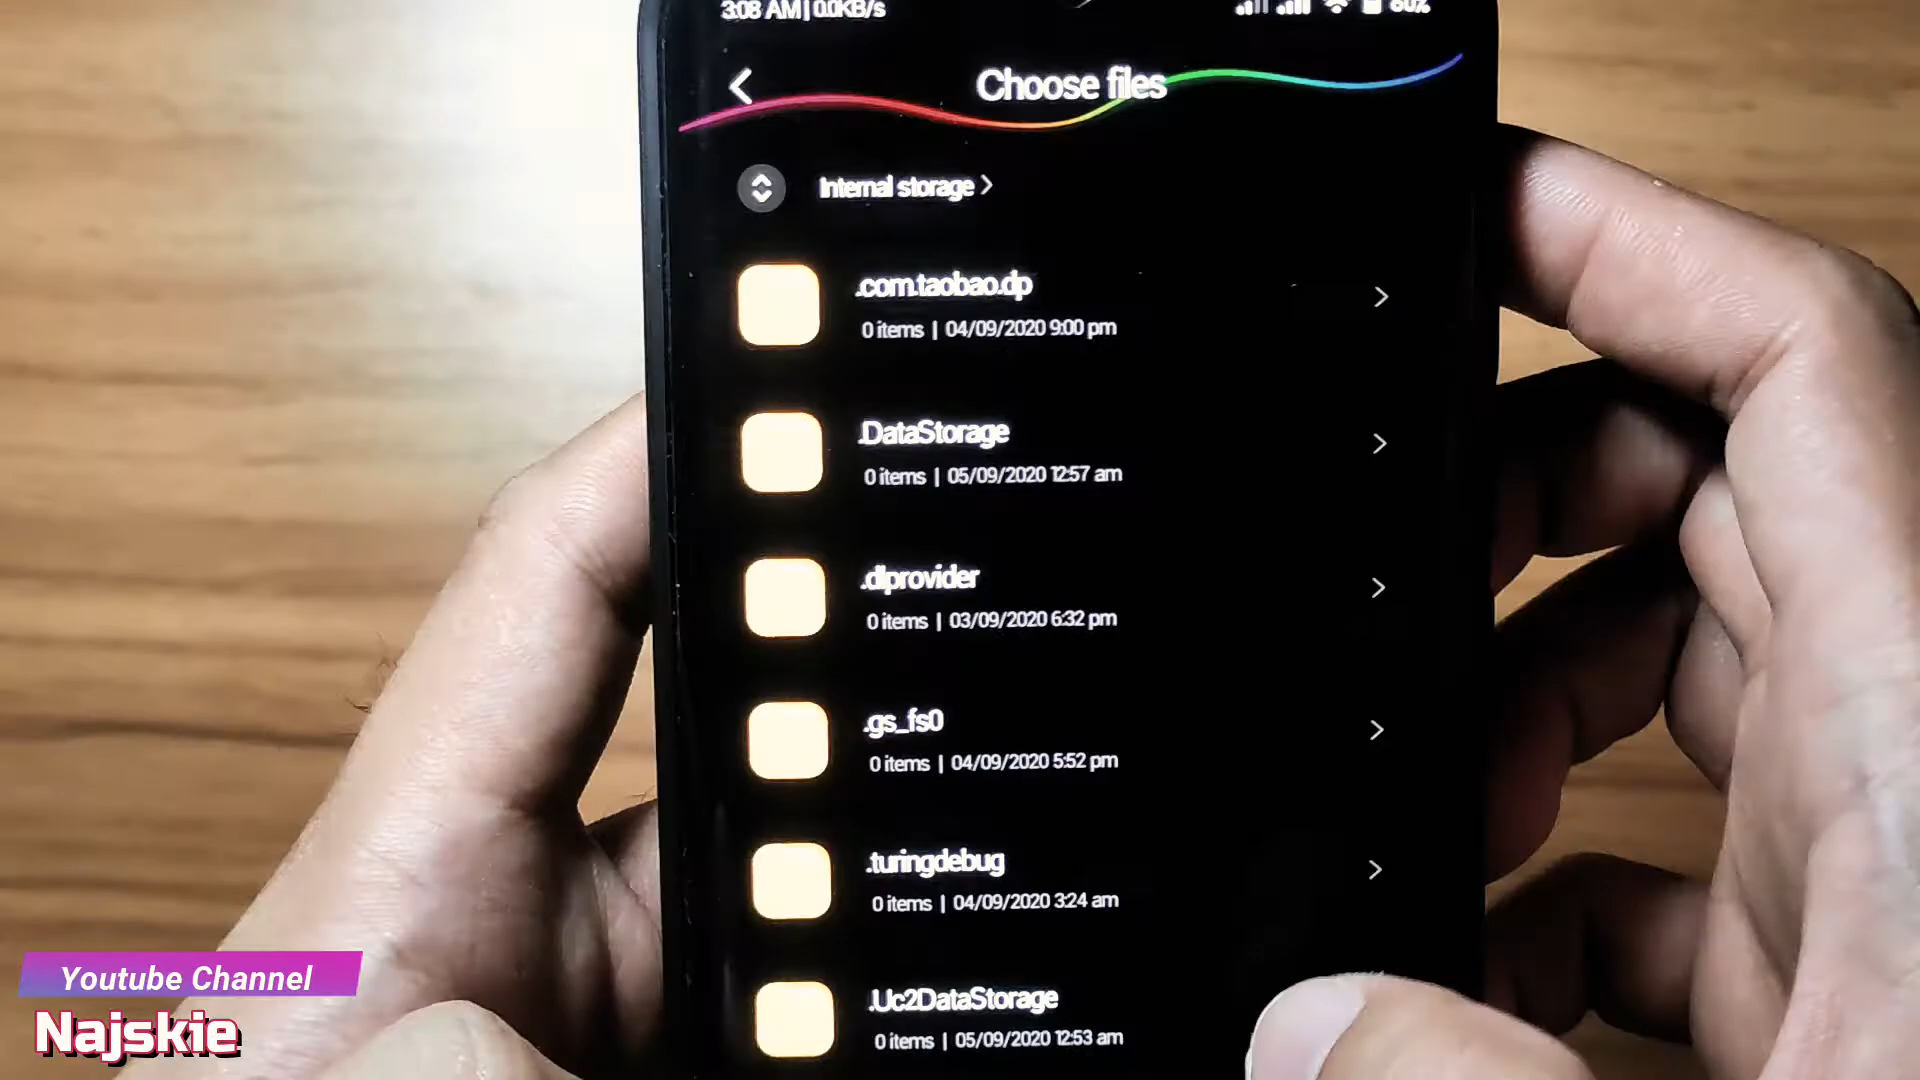 3:08 AM | 0.0KB/s
60%
Choose files
Internal storage
.com.taobao.dp
0 items | 04/09/2020 9:00 pm
.DataStorage
0 items | 05/09/2020 12:57 am
.dlprovider
0 items | 03/09/2020 6:32 pm
.gs_fs0
0 items | 04/09/2020 5:52 pm
.turingdebug
0 items | 04/09/2020 3:24 am
.Uc2DataStorage
0 items | 05/09/2020 12:53 am
Youtube Channel
Najskie